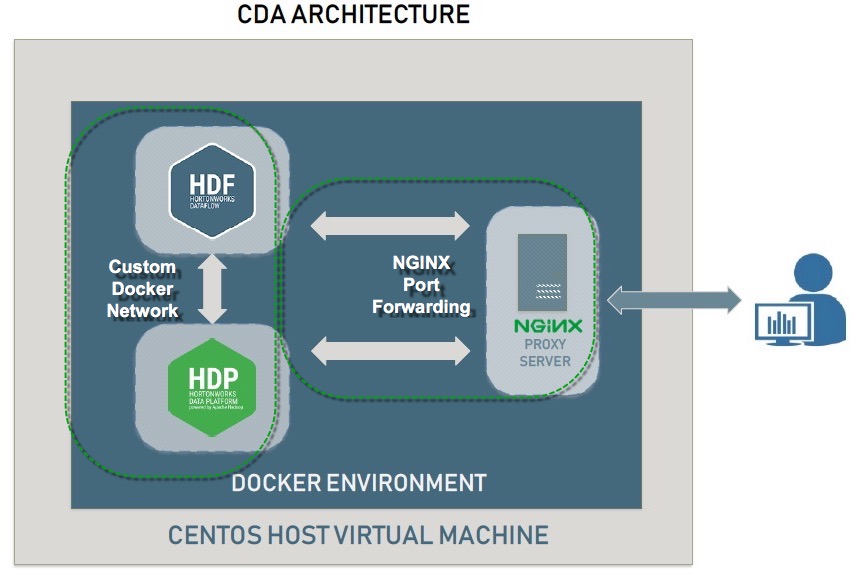 CDA ARCHITECTURE
HDF
HORTONWORKS
DATAFLOW
Custom
Docker
Network
NGINX
Port
Forwarding
NGINX
PROXY
SERVER
HDP
HORTONWORKS
DATA PLATFORM
powered by Apache Hadoop
DOCKER ENVIRONMENT
CENTOS HOST VIRTUAL MACHINE